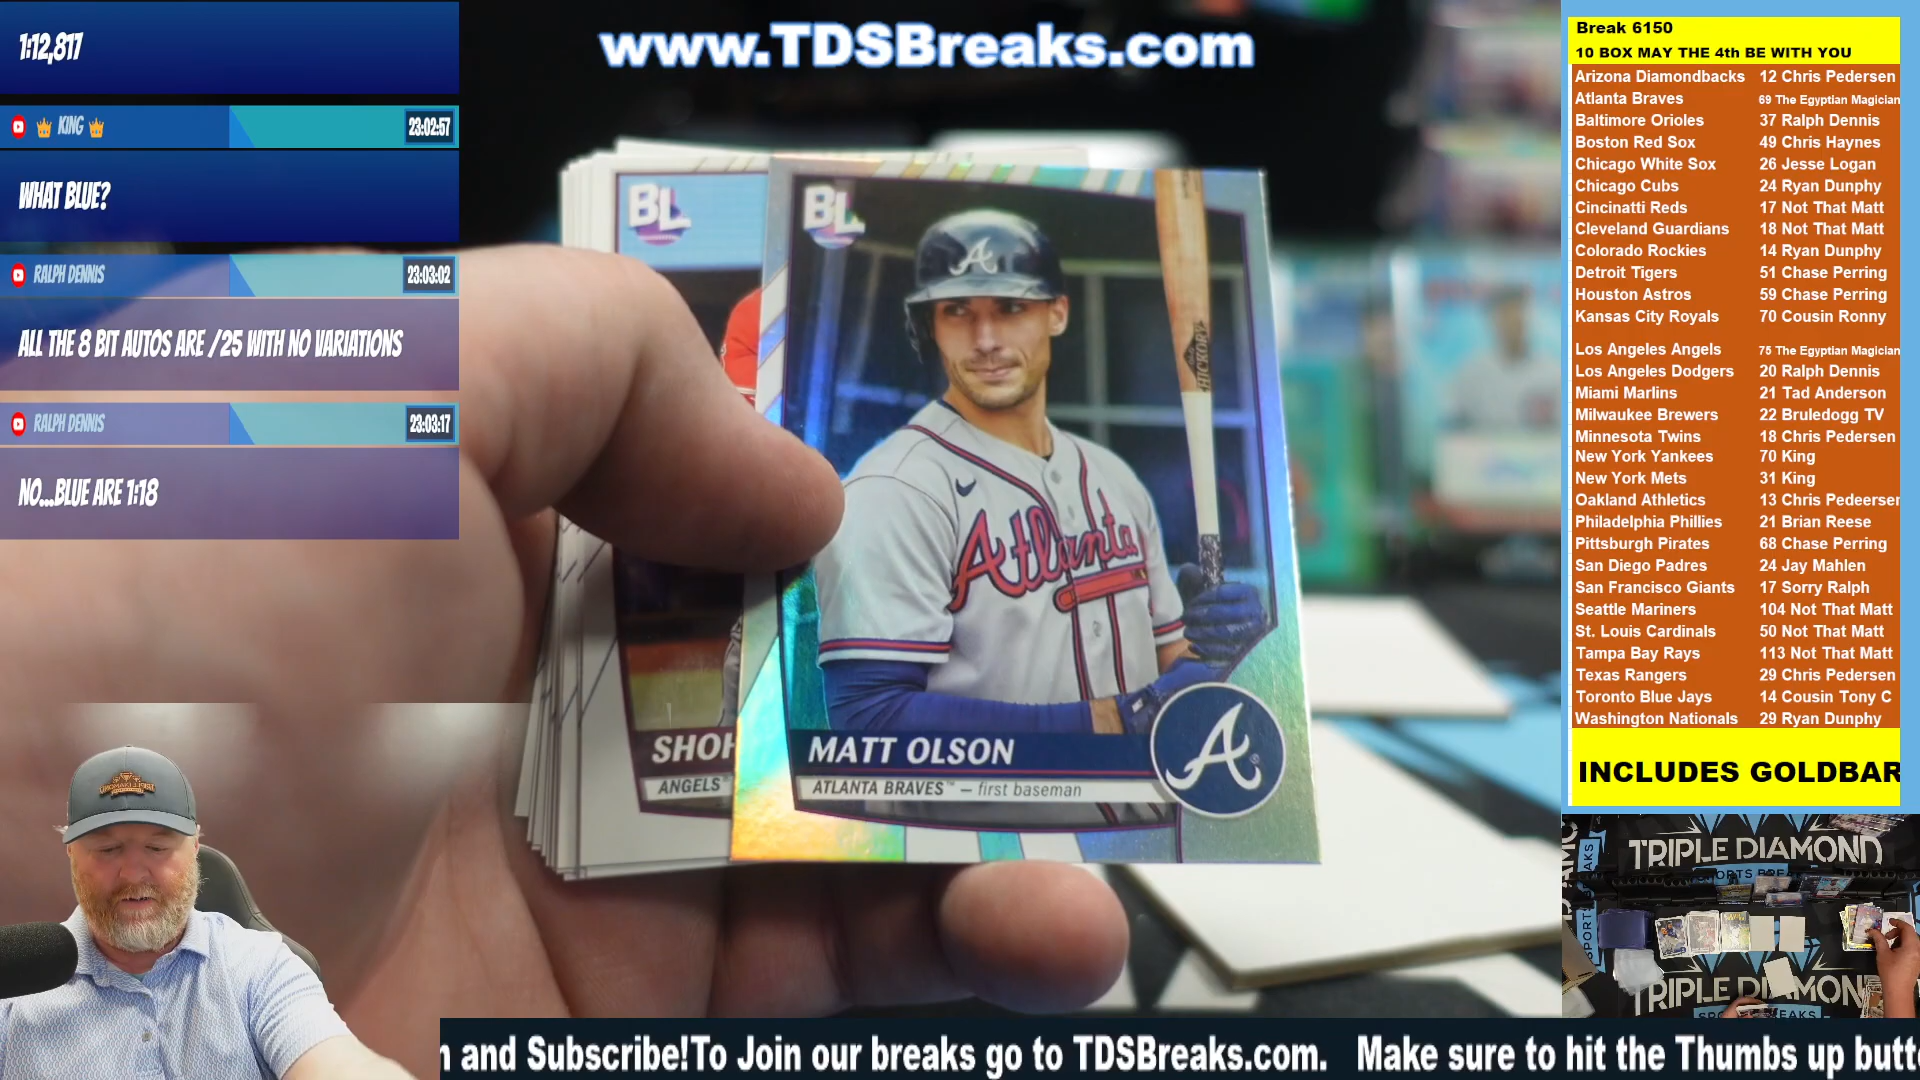 1:12,817
KING
23:02:57
WHAT BLUE?
RALPH DENNIS
23:03:02
ALL THE 8 BIT AUTOS ARE /25 WITH NO VARIATIONS
RALPH DENNIS
23:03:17
NO...BLUE ARE 1:18
www.TDSBreaks.com
BL
BL
A
HICKORY
Atlanta
SHOH
ANGELS
MATT OLSON
ATLANTA BRAVES™ — first baseman
A
Break 6150
10 BOX MAY THE 4th BE WITH YOU
Arizona Diamondbacks 12 Chris Pedersen
Atlanta Braves 69 The Egyptian Magician
Baltimore Orioles 37 Ralph Dennis
Boston Red Sox 49 Chris Haynes
Chicago White Sox 26 Jesse Logan
Chicago Cubs 24 Ryan Dunphy
Cincinatti Reds 17 Not That Matt
Cleveland Guardians 18 Not That Matt
Colorado Rockies 14 Ryan Dunphy
Detroit Tigers 51 Chase Perring
Houston Astros 59 Chase Perring
Kansas City Royals 70 Cousin Ronny
Los Angeles Angels 75 The Egyptian Magician
Los Angeles Dodgers 20 Ralph Dennis
Miami Marlins 21 Tad Anderson
Milwaukee Brewers 22 Bruledogg TV
Minnesota Twins 18 Chris Pedersen
New York Yankees 70 King
New York Mets 31 King
Oakland Athletics 13 Chris Pedeersen
Philadelphia Phillies 21 Brian Reese
Pittsburgh Pirates 68 Chase Perring
San Diego Padres 24 Jay Mahlen
San Francisco Giants 17 Sorry Ralph
Seattle Mariners 104 Not That Matt
St. Louis Cardinals 50 Not That Matt
Tampa Bay Rays 113 Not That Matt
Texas Rangers 29 Chris Pedersen
Toronto Blue Jays 14 Cousin Tony C
Washington Nationals 29 Ryan Dunphy
INCLUDES GOLDBAR
TRIPLE DIAMOND
SPORTS BREAKS
TRIPLE DIAMOND
n and Subscribe!To Join our breaks go to TDSBreaks.com. Make sure to hit the Thumbs up butt